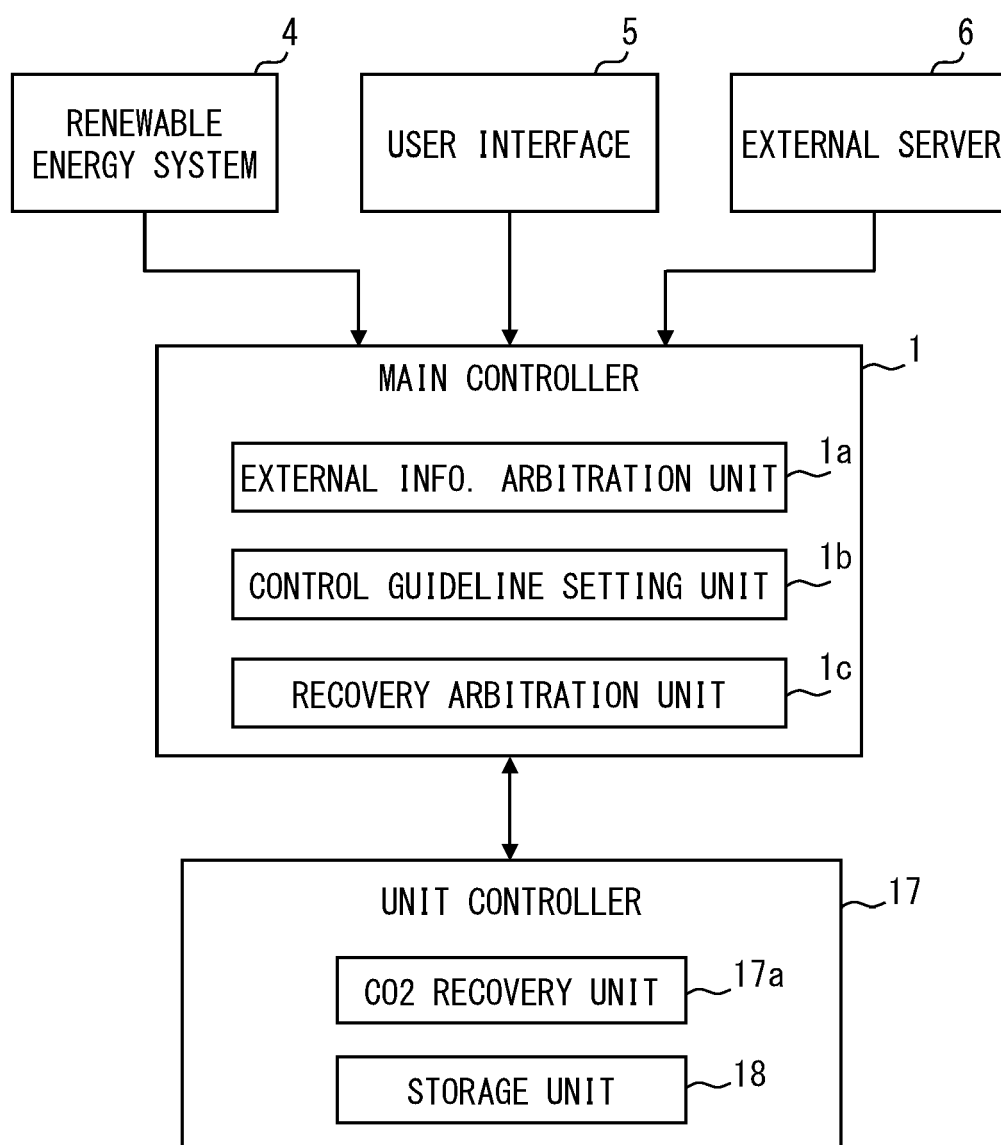 4
5
6
RENEWABLE
ENERGY SYSTEM
USER INTERFACE
EXTERNAL SERVER
MAIN CONTROLLER
1
EXTERNAL INFO. ARBITRATION UNIT
1a
CONTROL GUIDELINE SETTING UNIT
1b
RECOVERY ARBITRATION UNIT
1c
UNIT CONTROLLER
17
CO2 RECOVERY UNIT
17a
STORAGE UNIT
18